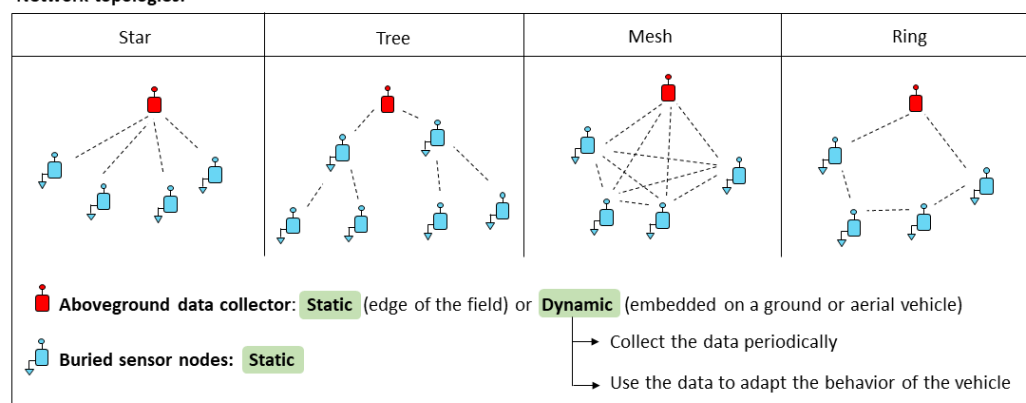 Network topologies:
Star
Tree
Mesh
Ring
Aboveground data collector: Static (edge of the field) or Dynamic (embedded on a ground or aerial vehicle)
Collect the data periodically
Buried sensor nodes: Static
Use the data to adapt the behavior of the vehicle